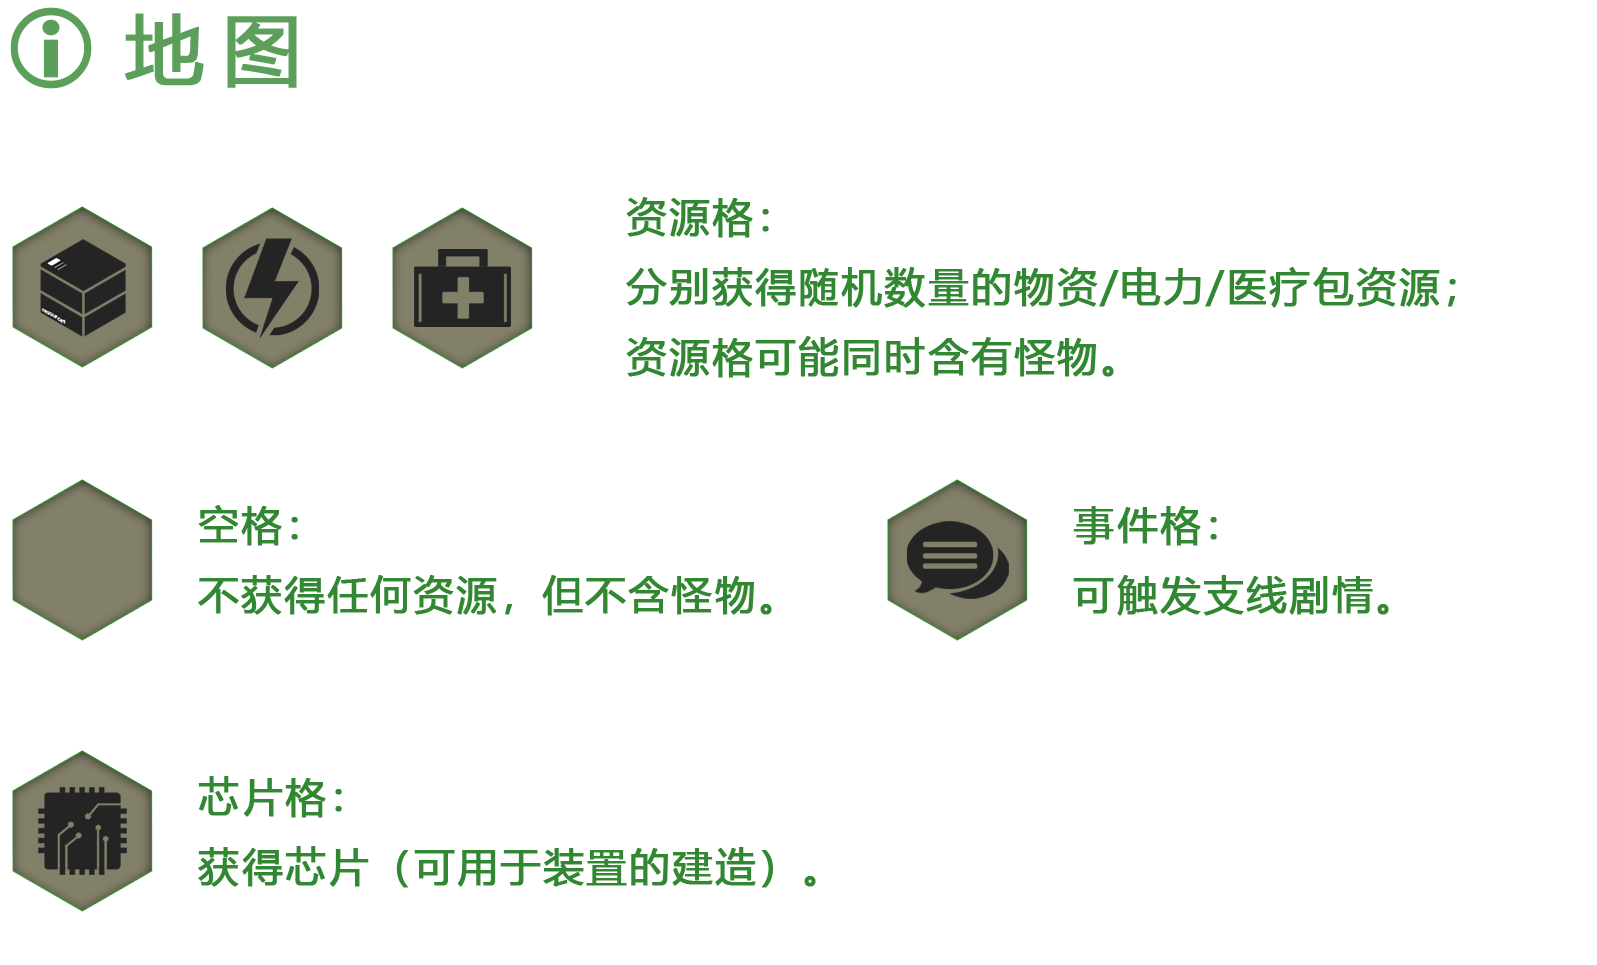 地图
资源格：
分别获得随机数量的物资/电力/医疗包资源；
资源格可能同时含有怪物。
空格：
不获得任何资源，但不含怪物。
事件格：
可触发支线剧情。
芯片格：
获得芯片（可用于装置的建造）。